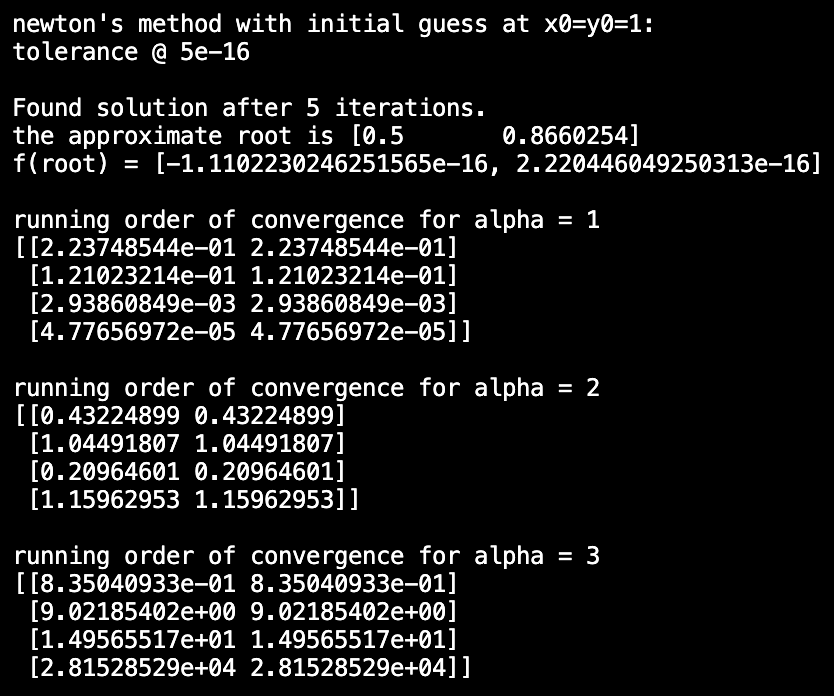 newton's method with initial guess at x0=y0=1:
tolerance @ 5e-16
Found solution after 5 iterations.
the approximate root is [0.5       0.8660254]
f(root) = [-1.1102230246251565e-16, 2.220446049250313e-16]
running order of convergence for alpha = 1
[[2.23748544e-01 2.23748544e-01]
 [1.21023214e-01 1.21023214e-01]
 [2.93860849e-03 2.93860849e-03]
 [4.77656972e-05 4.77656972e-05]]
running order of convergence for alpha = 2
[[0.43224899 0.43224899]
 [1.04491807 1.04491807]
 [0.20964601 0.20964601]
 [1.15962953 1.15962953]]
running order of convergence for alpha = 3
[[8.35040933e-01 8.35040933e-01]
 [9.02185402e+00 9.02185402e+00]
 [1.49565517e+01 1.49565517e+01]
 [2.81528529e+04 2.81528529e+04]]